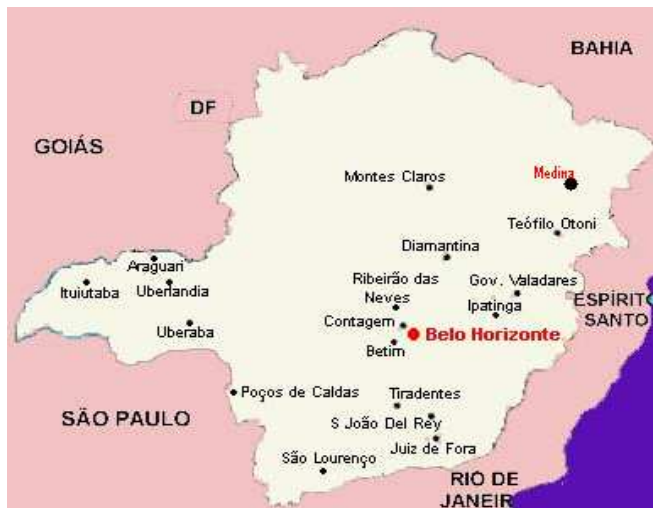 BAHIA
DF
GOIÁS
Montes Claros
Medina
Teófilo Otoni
Diamantina
Araguari
Ituiutaba
Uberlandia
Ribeirão das
Neves
Gov. Valadares
Ipatinga
ESPÍRIT
SANTO
Uberaba
Contagem
Belo Horizonte
Betim
Poços de Caldas
Tiradentes
SÃO PAULO
S João Del Rey
Juiz de Fora
São Lourenço
RIO DE
JANEIR